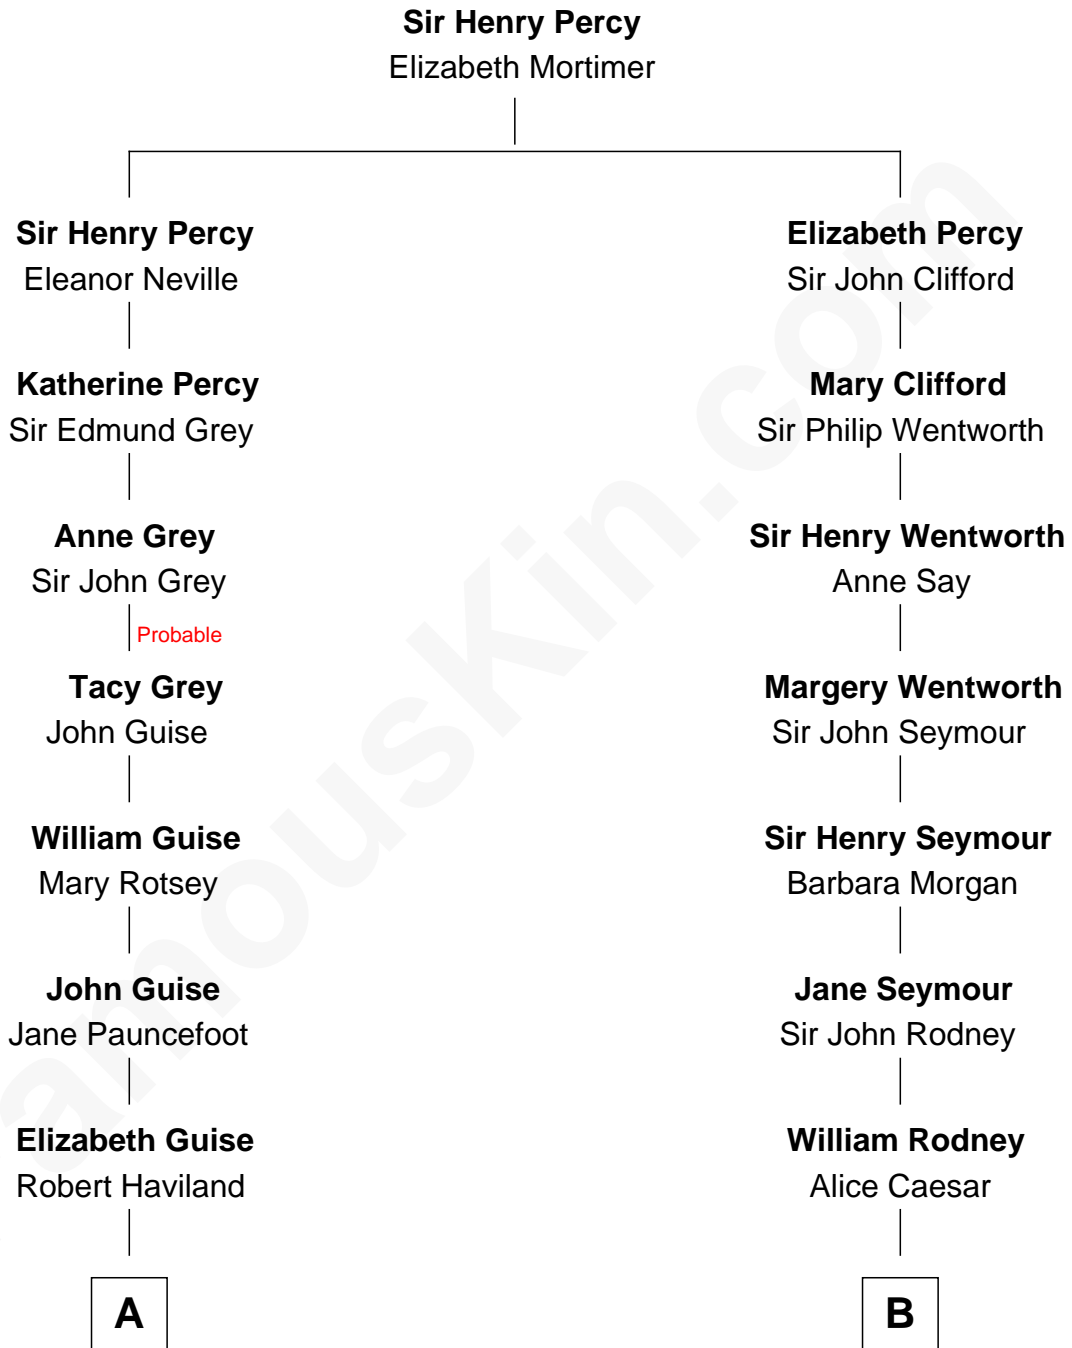 Sir Henry Percy
Elizabeth Mortimer
Sir Henry Percy
Eleanor Neville
Elizabeth Percy
Sir John Clifford
Katherine Percy
Sir Edmund Grey
Mary Clifford
Sir Philip Wentworth
Anne Grey
Sir John Grey
Sir Henry Wentworth
Anne Say
Probable
Tacy Grey
John Guise
Margery Wentworth
Sir John Seymour
William Guise
Mary Rotsey
Sir Henry Seymour
Barbara Morgan
John Guise
Jane Pauncefoot
Jane Seymour
Sir John Rodney
Elizabeth Guise
Robert Haviland
William Rodney
Alice Caesar
A
B
amouskin.com